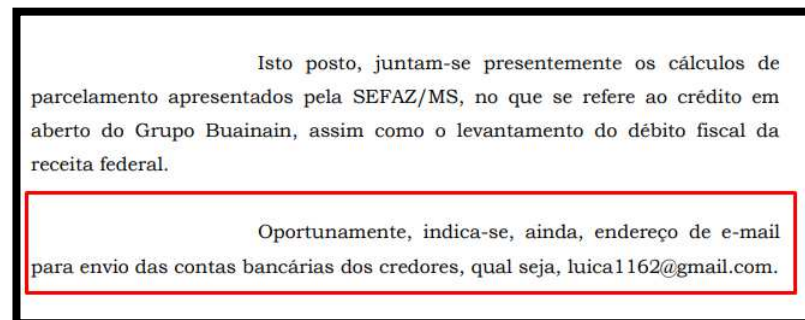 Isto posto, juntam-se presentemente os cálculos de
parcelamento apresentados pela SEFAZ/MS, no que se refere ao crédito em
aberto do Grupo Buainain, assim como o levantamento do débito fiscal da
receita federal.
Oportunamente, indica-se, ainda, endereço de e-mail
para envio das contas bancárias dos credores, qual seja, luica1162@gmail.com.